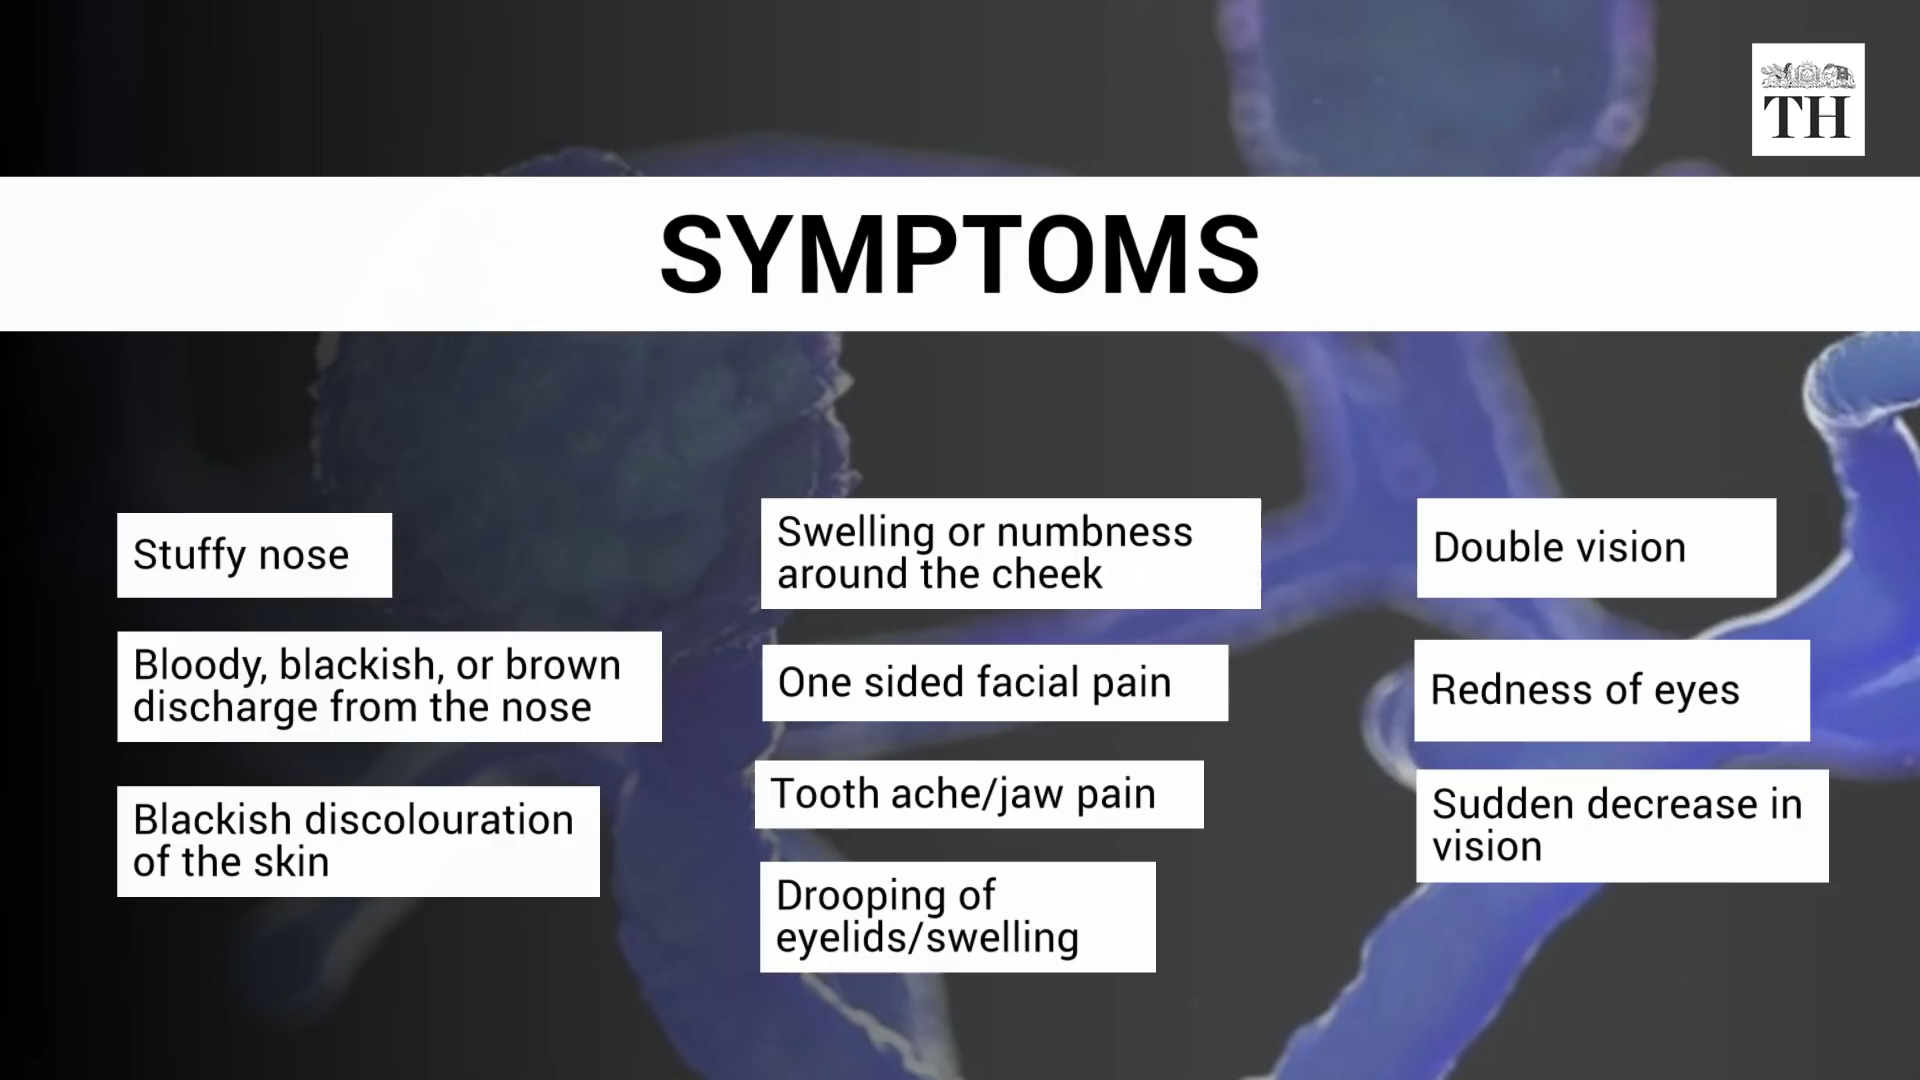 TH
SYMPTOMS
Stuffy nose
Bloody, blackish, or brown
discharge from the nose
Blackish discolouration
of the skin
Swelling or numbness
around the cheek
One sided facial pain
Tooth ache/jaw pain
Drooping of
eyelids/swelling
Double vision
Redness of eyes
Sudden decrease in
vision